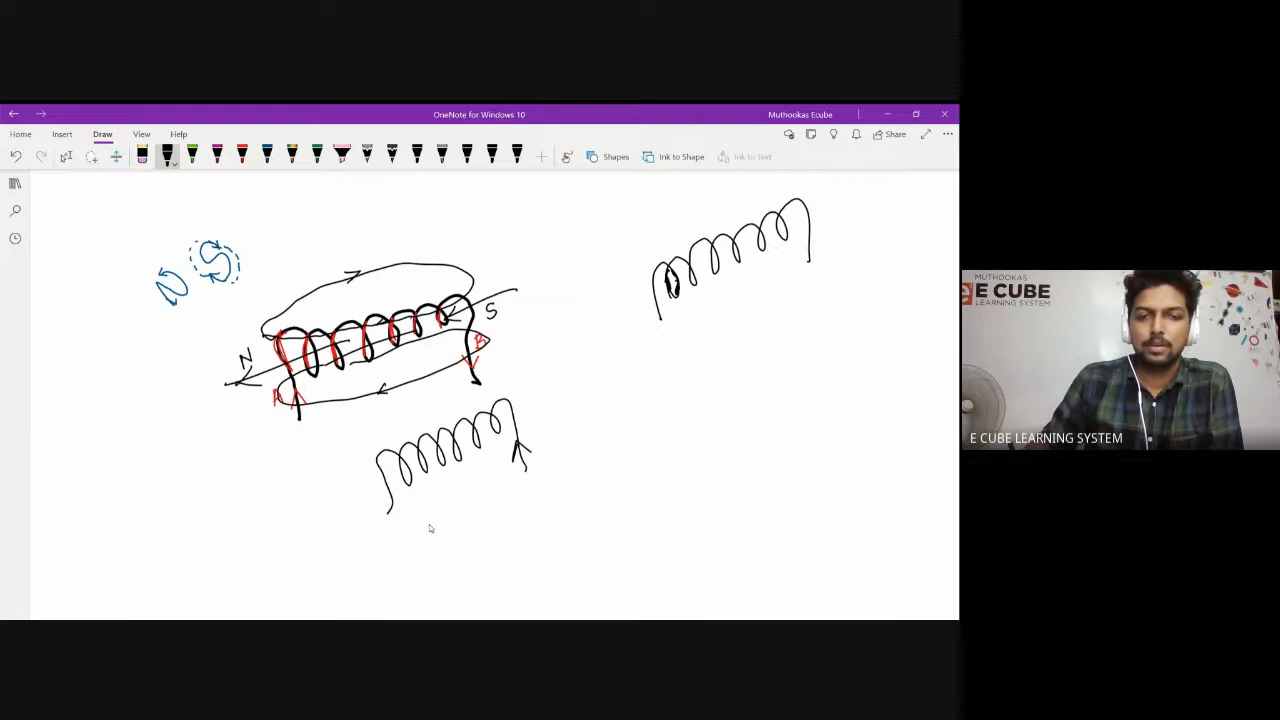 OneNote for Windows 10
Muthookas Ecube
Home Insert Draw View Help
Share
Shapes
Ink to Shape
Ink to Text
N S
S
N
B
A
MUTHOOKAS
E CUBE
LEARNING SYSTEM
E CUBE LEARNING SYSTEM